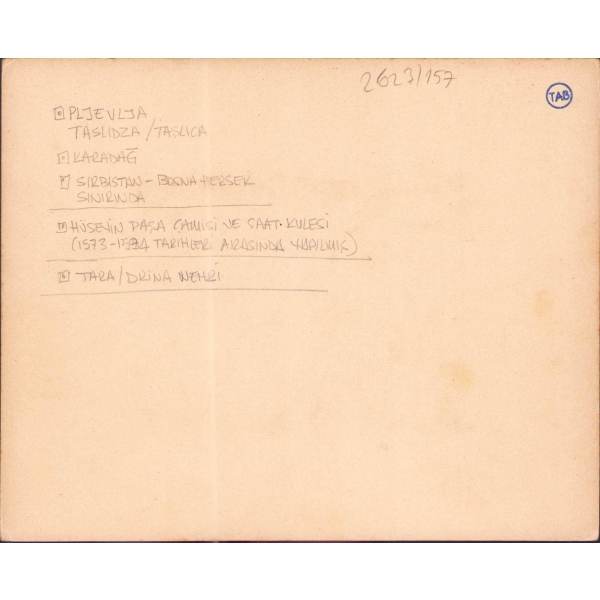 2623/157
TAB
PLJEVLJA
TASLIDZA/TAŞLICA
KARADAĞ
SIRBISTAN-BOSNA HERSEK
SINIRINDA
HÜSEYİN PAŞA CAMİSİ VE SAAT-KULESİ
(1573-1594 TARİHLERİ ARASINDA YAPILMIŞ)
TARA/DRİNA NEHRİ